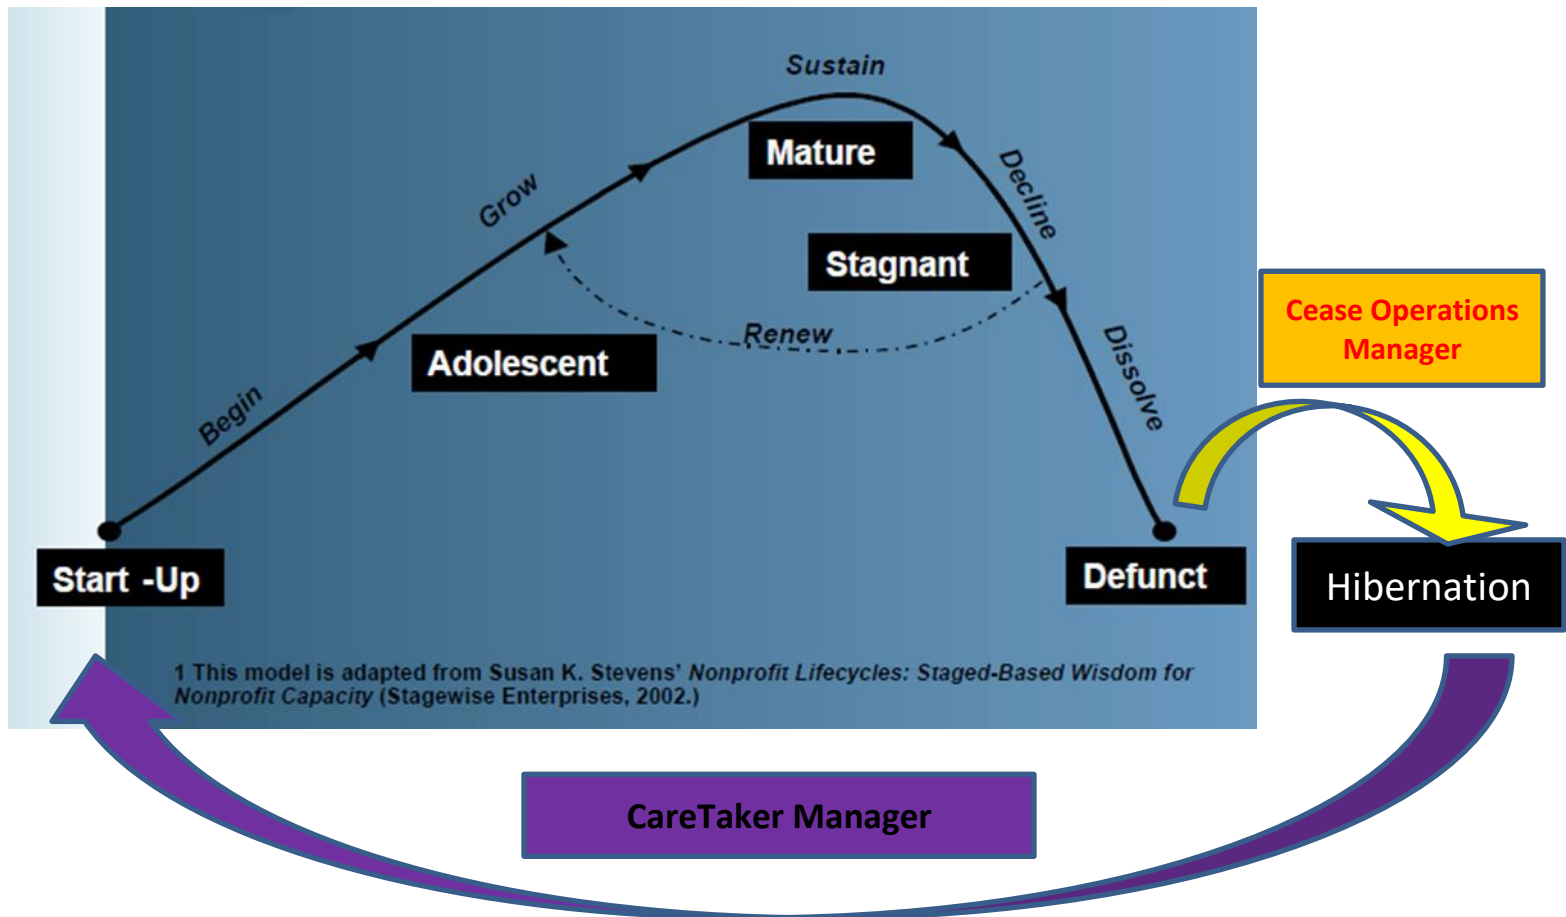 Sustain
Mature
Decline
Grow
Stagnant
Cease Operations
Manager
Renew
Adolescent
Dissolve
Begin
Start -Up
Defunct
Hibernation
1 This model is adapted from Susan K. Stevens’ Nonprofit Lifecycles: Staged-Based Wisdom for
Nonprofit Capacity (Stagewise Enterprises, 2002.)
CareTaker Manager